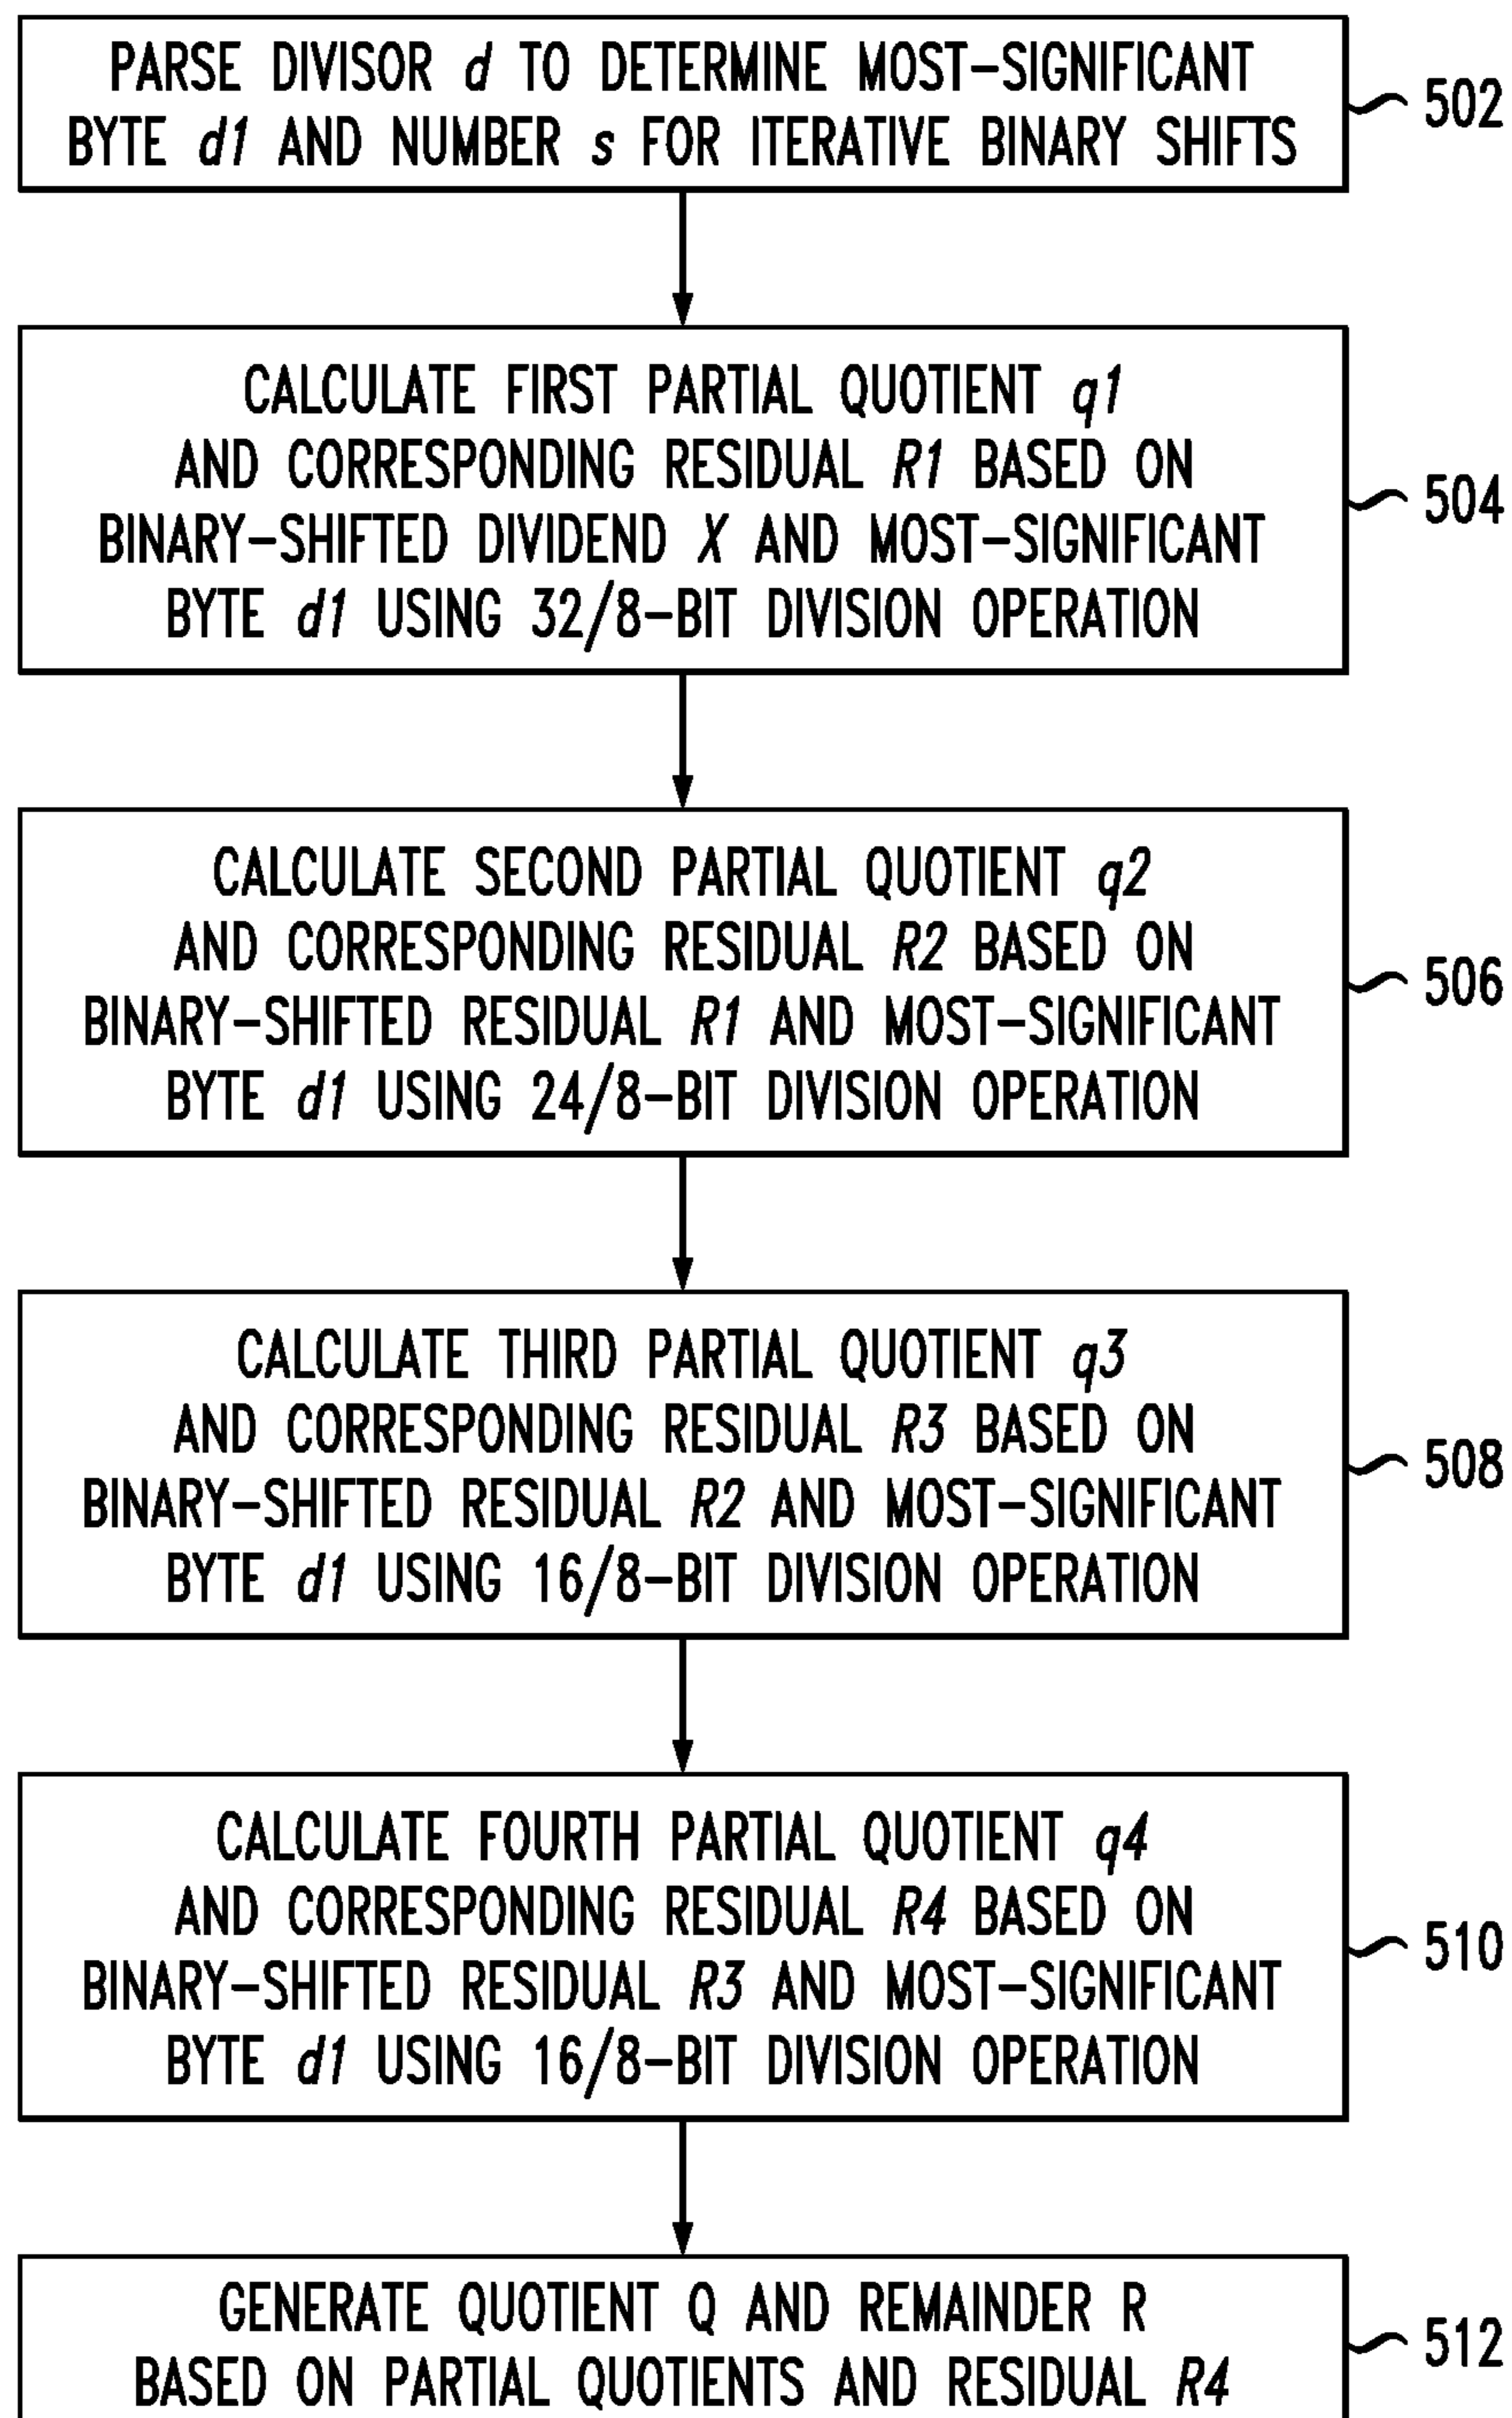 PARSE DIVISOR d TO DETERMINE MOST-SIGNIFICANT
BYTE d1 AND NUMBER s FOR ITERATIVE BINARY SHIFTS
502
CALCULATE FIRST PARTIAL QUOTIENT q1
AND CORRESPONDING RESIDUAL R1 BASED ON
BINARY-SHIFTED DIVIDEND X AND MOST-SIGNIFICANT
BYTE d1 USING 32/8-BIT DIVISION OPERATION
504
CALCULATE SECOND PARTIAL QUOTIENT q2
AND CORRESPONDING RESIDUAL R2 BASED ON
BINARY-SHIFTED RESIDUAL R1 AND MOST-SIGNIFICANT
BYTE d1 USING 24/8-BIT DIVISION OPERATION
506
CALCULATE THIRD PARTIAL QUOTIENT q3
AND CORRESPONDING RESIDUAL R3 BASED ON
BINARY-SHIFTED RESIDUAL R2 AND MOST-SIGNIFICANT
BYTE d1 USING 16/8-BIT DIVISION OPERATION
508
CALCULATE FOURTH PARTIAL QUOTIENT q4
AND CORRESPONDING RESIDUAL R4 BASED ON
BINARY-SHIFTED RESIDUAL R3 AND MOST-SIGNIFICANT
BYTE d1 USING 16/8-BIT DIVISION OPERATION
510
GENERATE QUOTIENT Q AND REMAINDER R
BASED ON PARTIAL QUOTIENTS AND RESIDUAL R4
512